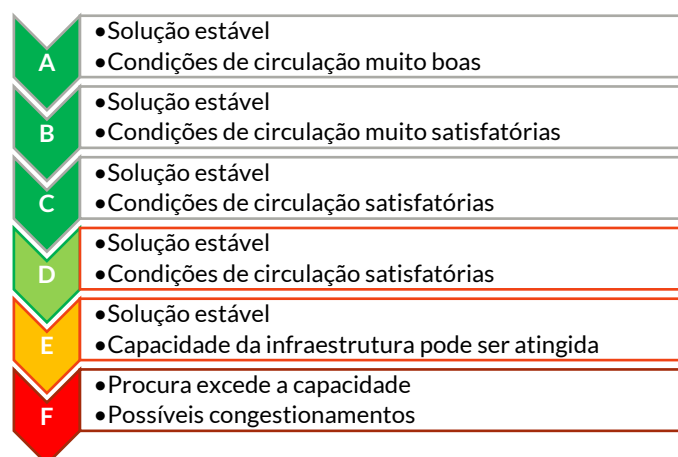 •Solução estável
A
•Condições de circulação muito boas
•Solução estável
B
•Condições de circulação muito satisfatórias
•Solução estável
C
•Condições de circulação satisfatórias
•Solução estável
D
•Condições de circulação satisfatórias
•Solução estável
E
•Capacidade da infraestrutura pode ser atingida
•Procura excede a capacidade
F
•Possíveis congestionamentos